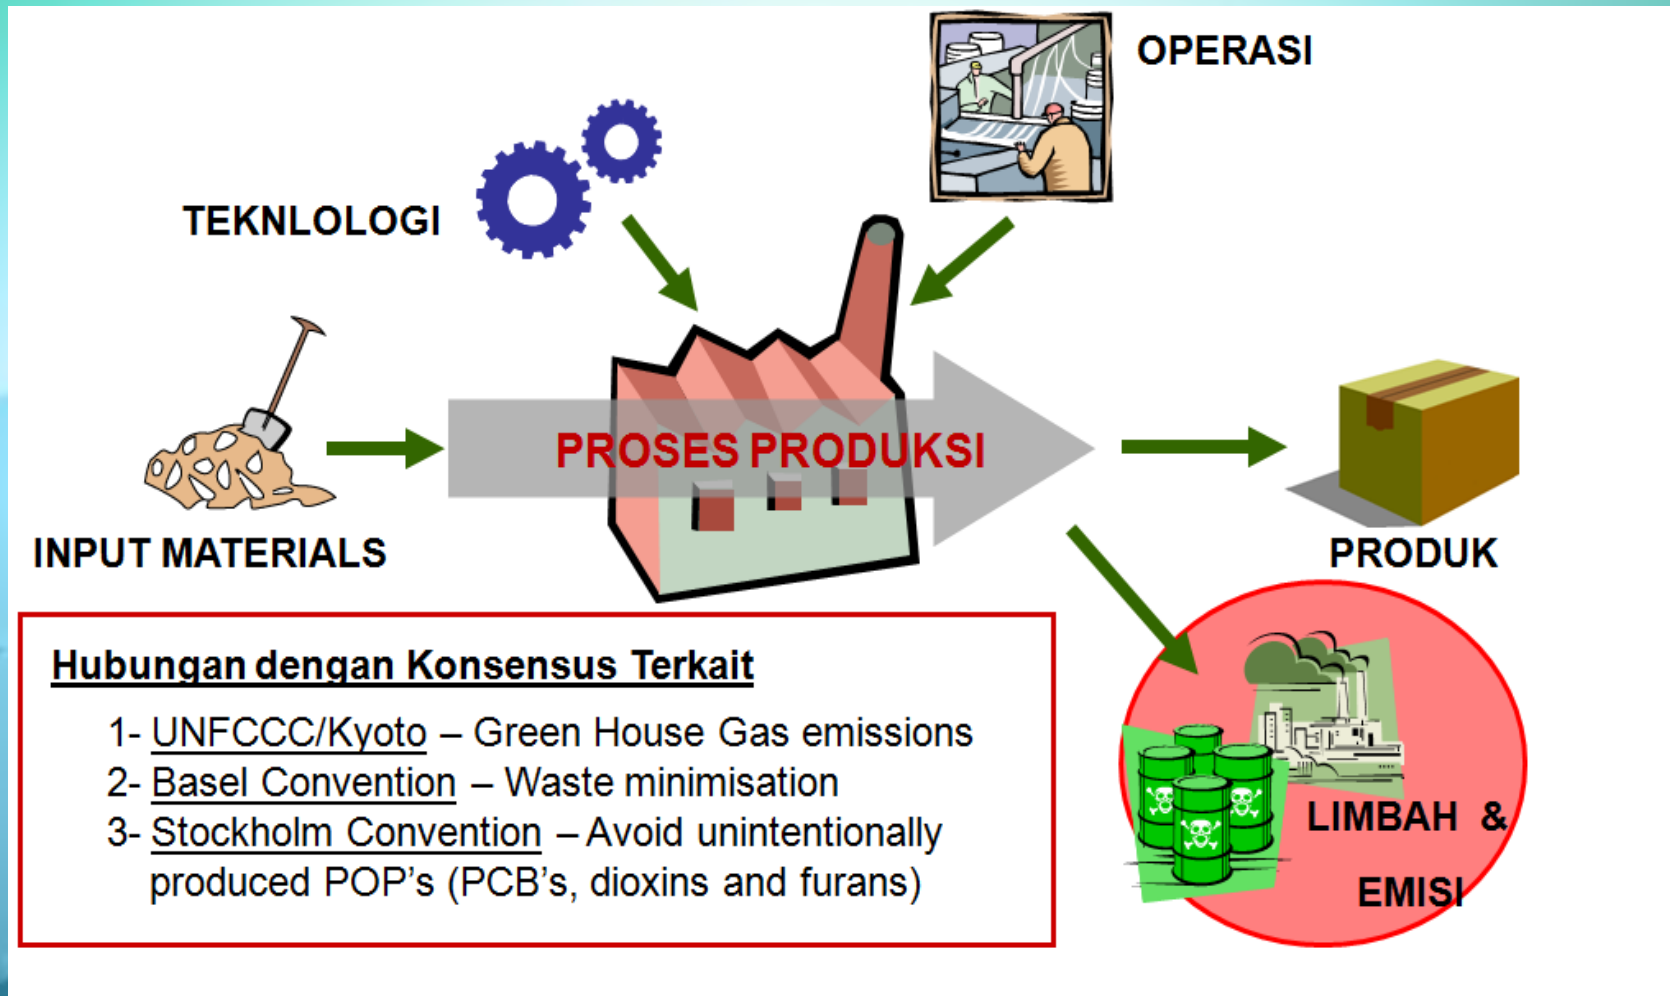 OPERASI
TEKNLOLOGI
PROSES PRODUKSI
INPUT MATERIALS
PRODUK
Hubungan dengan Konsensus Terkait
1- UNFCCC/Kyoto – Green House Gas emissions
2- Basel Convention – Waste minimisation
3- Stockholm Convention – Avoid unintentionally
produced POP's (PCB's, dioxins and furans)
LIMBAH &
EMISI